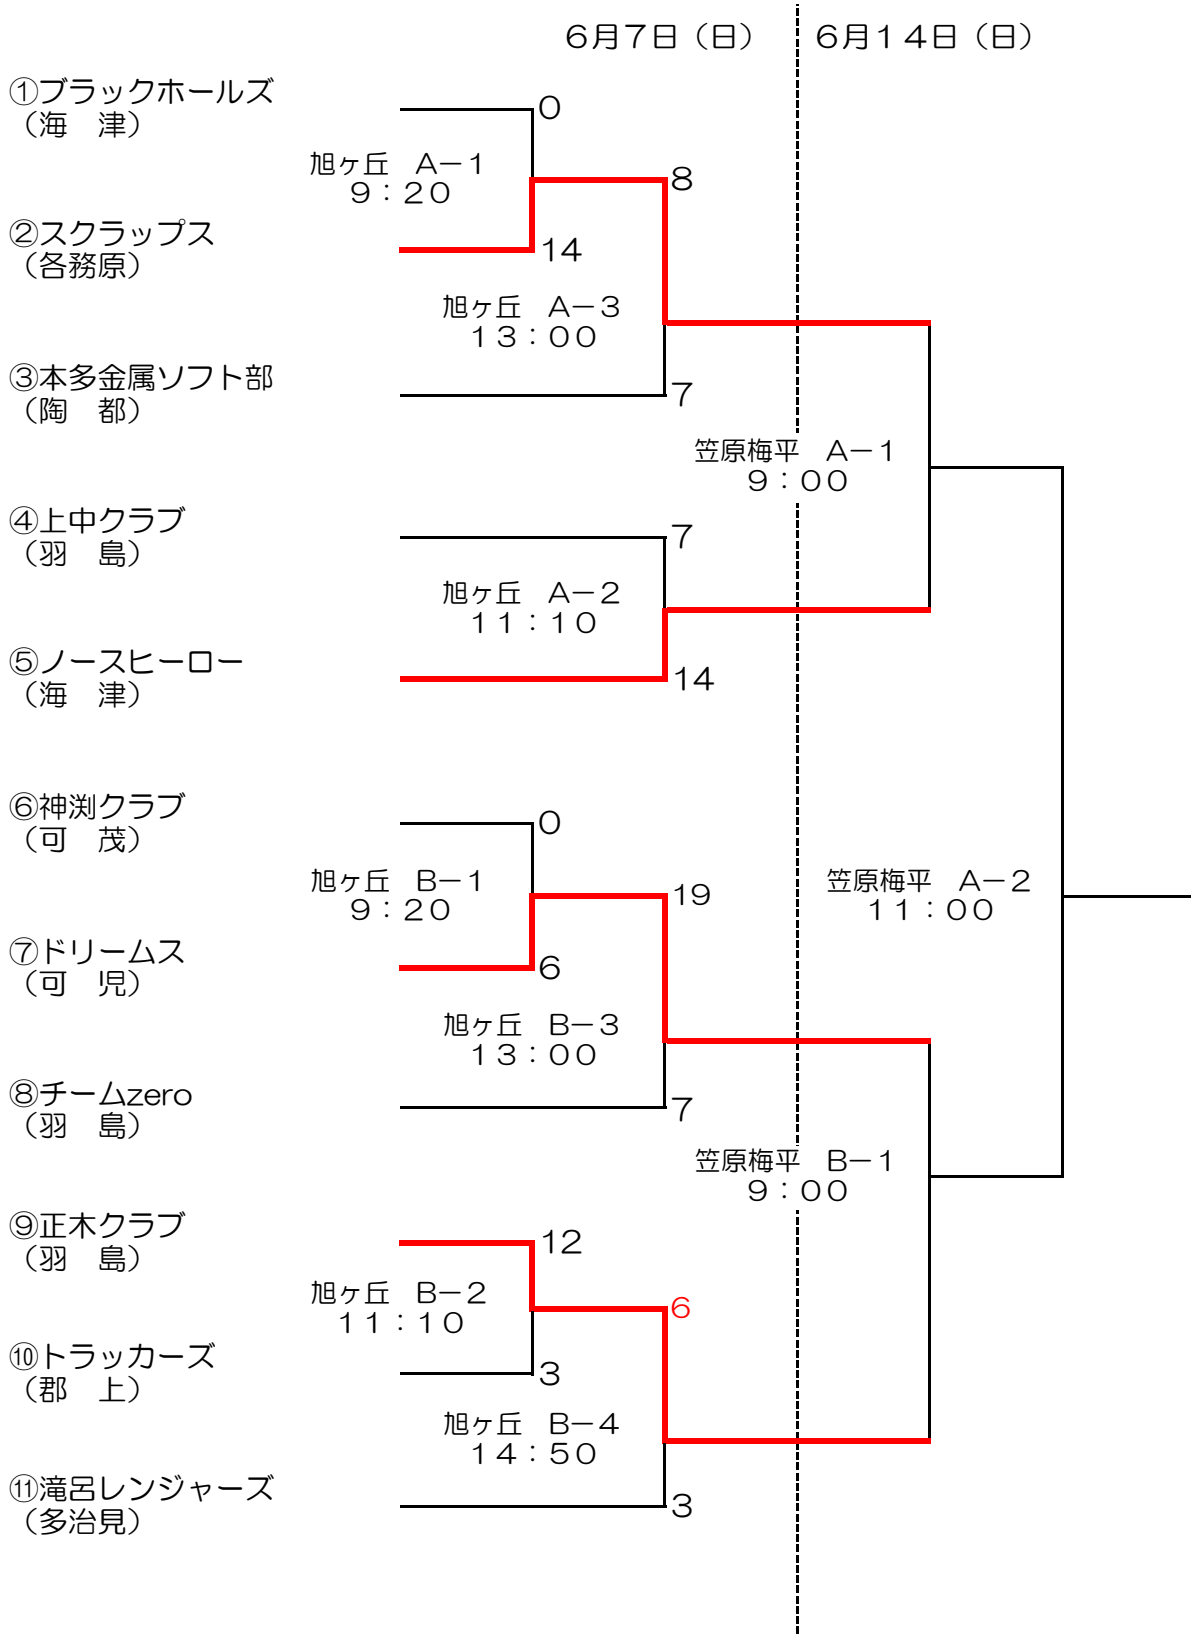 ６月７日（日）
６月１４日（日）
①ブラックホールズ
（海　津）
0
旭ヶ丘　Ａ－１
９：２０
8
②スクラップス
（各務原）
14
旭ヶ丘　Ａ－３
１３：００
③本多金属ソフト部
（陶　都）
7
笠原梅平　Ａ－１
９：００
④上中クラブ
（羽　島）
7
旭ヶ丘　Ａ－２
１１：１０
⑤ノースヒーロー
（海　津）
14
⑥神渕クラブ
（可　茂）
0
旭ヶ丘　Ｂ－１
９：２０
19
笠原梅平　Ａ－２
１１：００
⑦ドリームス
（可　児）
6
旭ヶ丘　Ｂ－３
１３：００
⑧チームzero
（羽　島）
7
笠原梅平　Ｂ－１
９：００
⑨正木クラブ
（羽　島）
12
旭ヶ丘　Ｂ－２
１１：１０
6
⑩トラッカーズ
（郡　上）
3
旭ヶ丘　Ｂ－４
１４：５０
⑪滝呂レンジャーズ
（多治見）
3